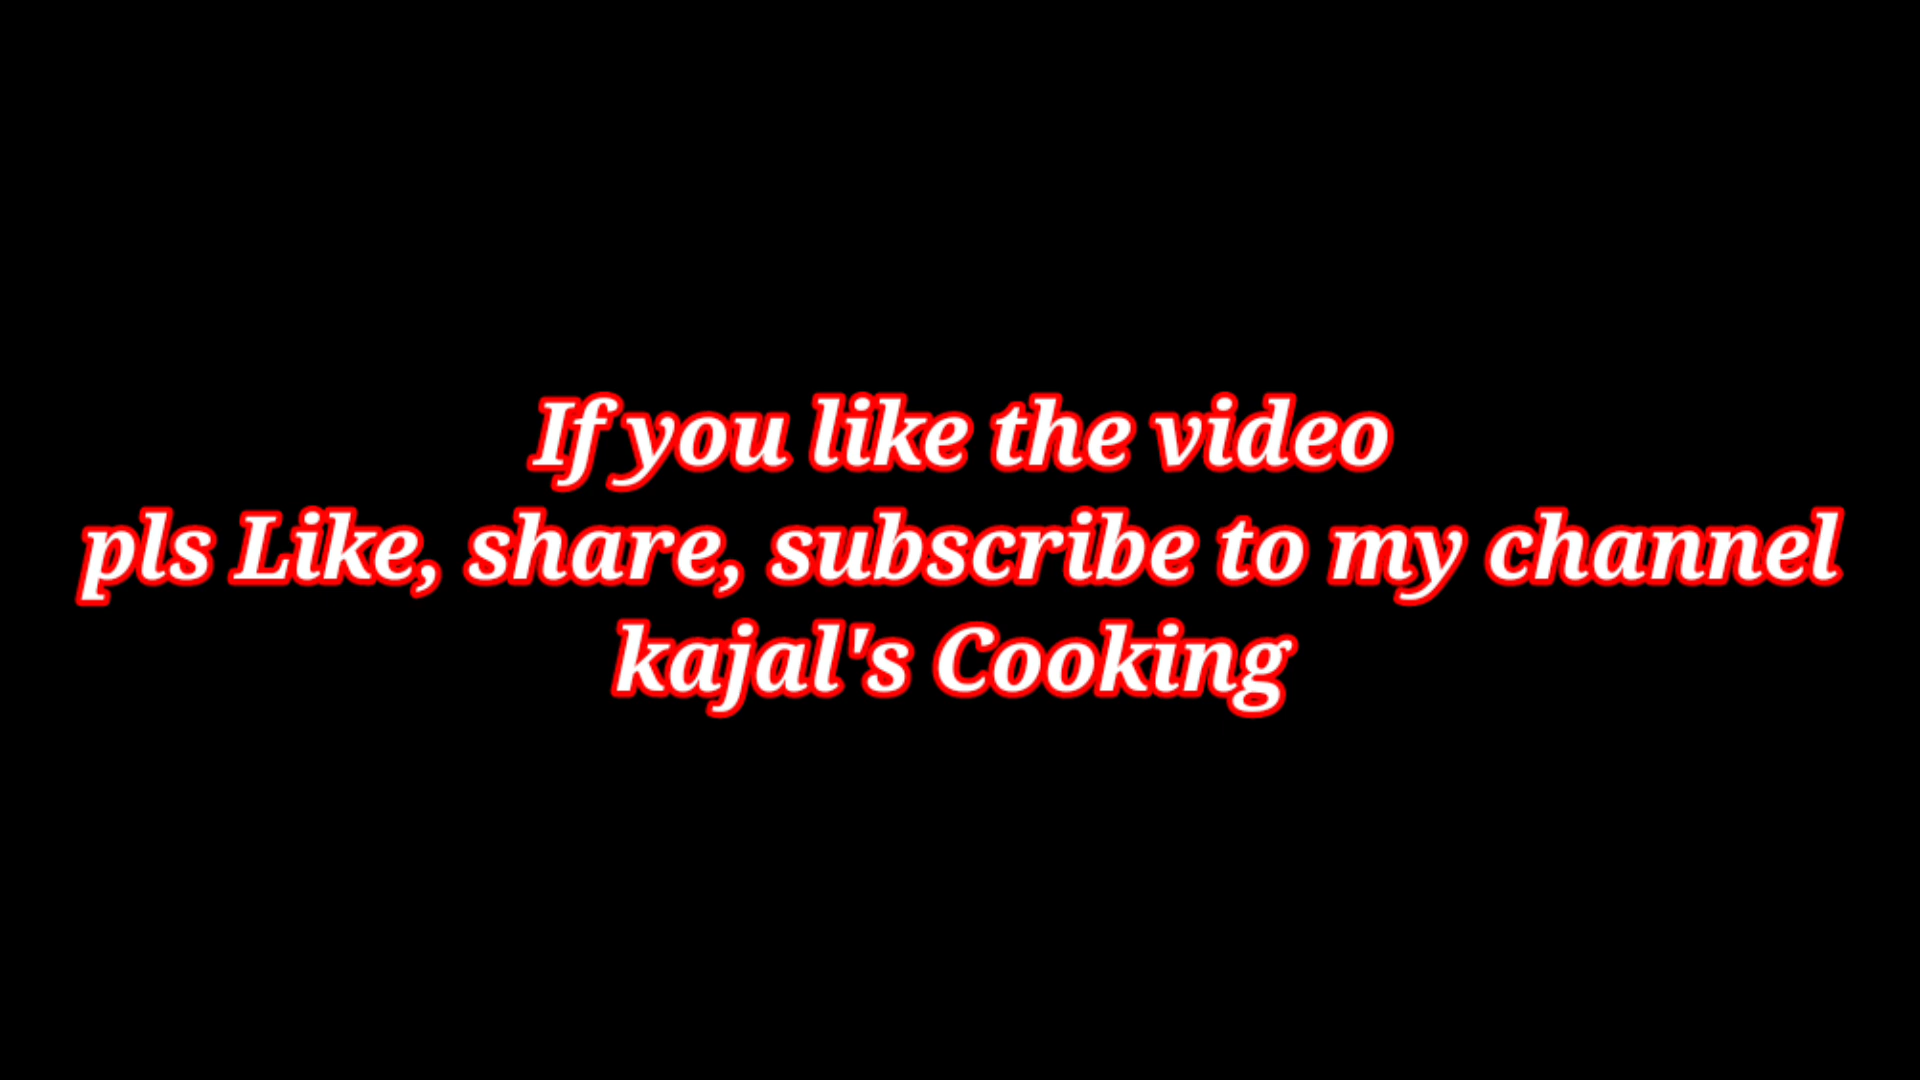 If you like the video
pls Like, share, subscribe to my channel
kajal's Cooking